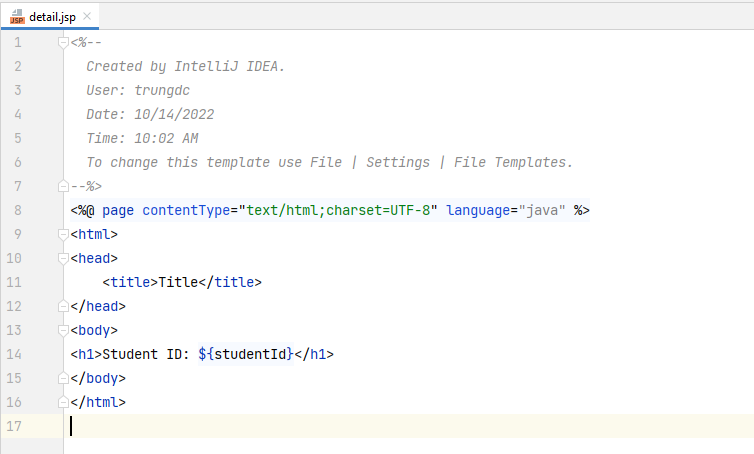 detail.jsp
1 <%--
2   Created by IntelliJ IDEA.
3   User: trungdc
4   Date: 10/14/2022
5   Time: 10:02 AM
6   To change this template use File | Settings | File Templates.
7 --%>
8 <%@ page contentType="text/html;charset=UTF-8" language="java" %>
9 <html>
10 <head>
11     <title>Title</title>
12 </head>
13 <body>
14 <h1>Student ID: ${studentId}</h1>
15 </body>
16 </html>
17